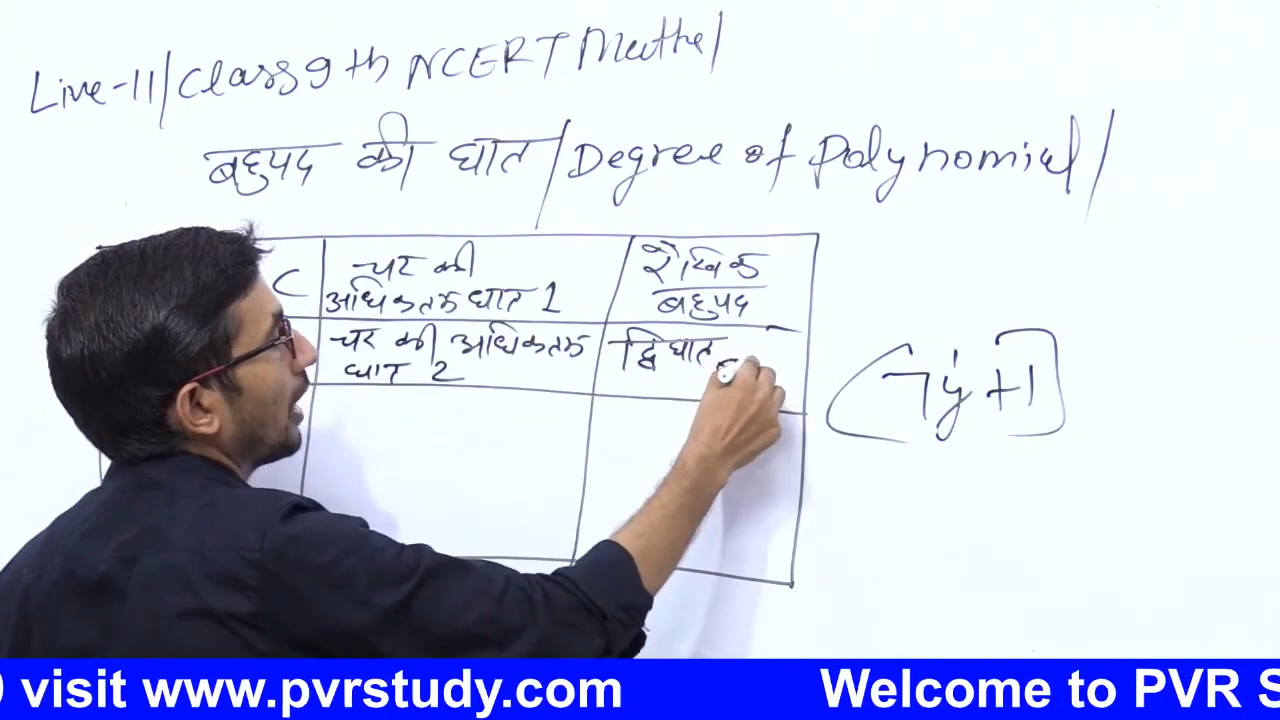 Live-11/Class 9th NCERT Maths/
बहुपद की घात/Degree of Polynomial/
C
चर की
अधिकतम घात 1
रैखिक
बहुपद
चर की अधिकतम
घात 2
द्विघात
7y+1
visit www.pvrstudy.com Welcome to PVR S